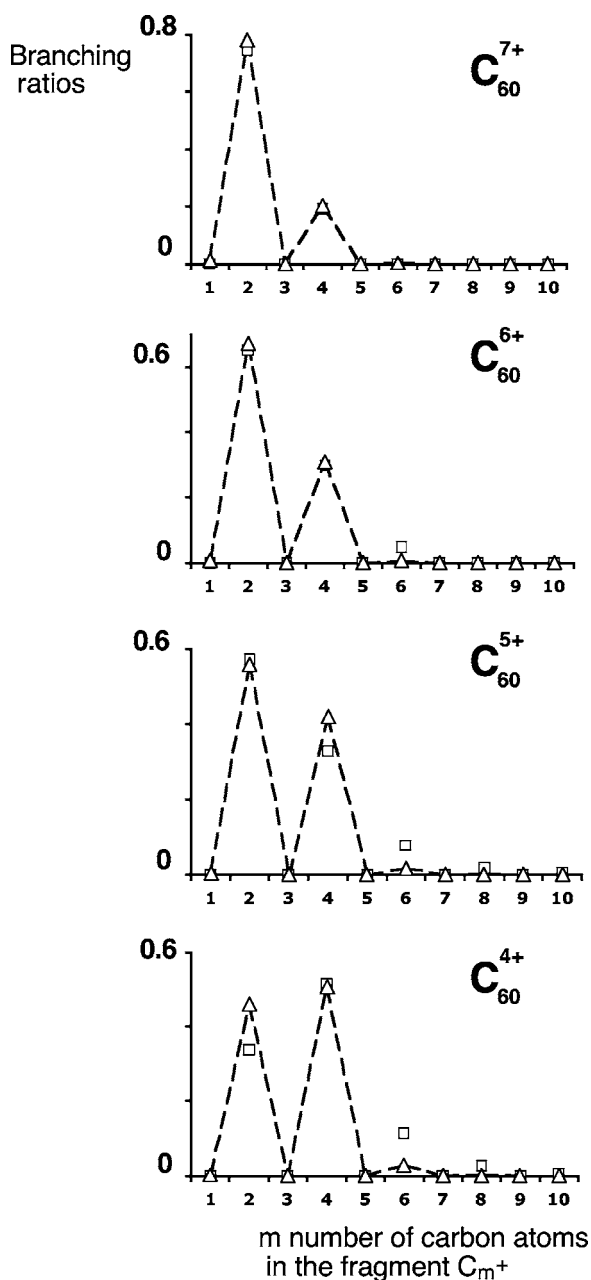 0.8
Branching
ratios
C60 7+
0
1 2 3 4 5 6 7 8 9 10
0.6
C60 6+
0
1 2 3 4 5 6 7 8 9 10
0.6
C60 5+
0
1 2 3 4 5 6 7 8 9 10
0.6
C60 4+
0
1 2 3 4 5 6 7 8 9 10
m number of carbon atoms
in the fragment Cm+